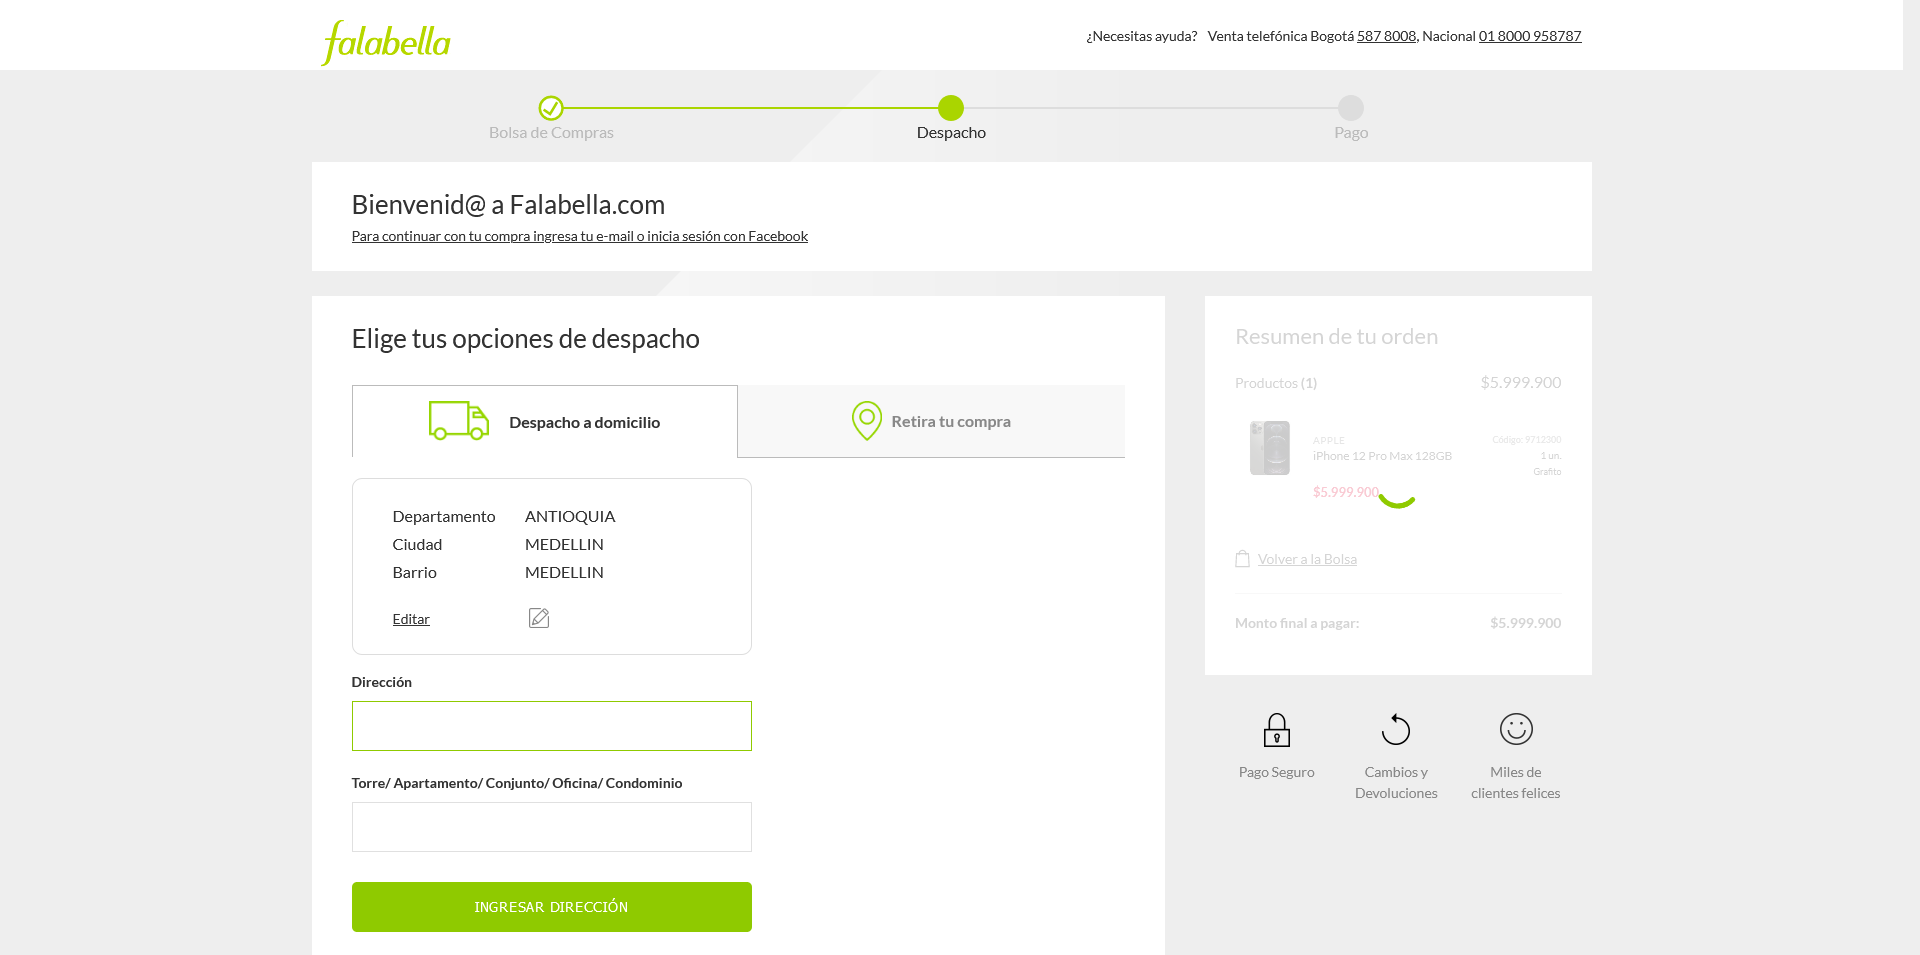 falabella
¿Necesitas ayuda? Venta telefónica Bogotá 587 8008, Nacional 01 8000 958787
Bolsa de Compras
Despacho
Pago
Bienvenid@ a Falabella.com
Para continuar con tu compra ingresa tu e-mail o inicia sesión con Facebook
Elige tus opciones de despacho
Despacho a domicilio
Retira tu compra
Departamento ANTIOQUIA
Ciudad MEDELLIN
Barrio MEDELLIN
Editar
Dirección
Torre/ Apartamento/ Conjunto/ Oficina/ Condominio
INGRESAR DIRECCIÓN
Resumen de tu orden
Productos (1) $5.999.900
APPLE
iPhone 12 Pro Max 128GB
Código: 9712300
1 un.
Grafito
$5.999.900
Volver a la Bolsa
Monto final a pagar: $5.999.900
Pago Seguro
Cambios y
Devoluciones
Miles de
clientes felices